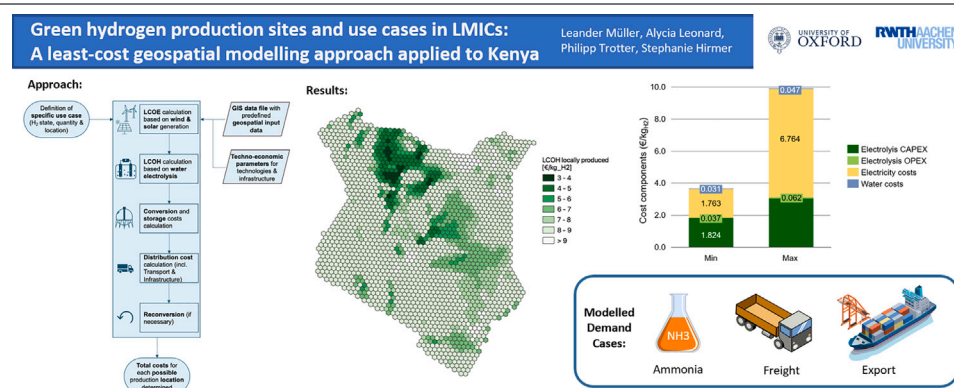 Green hydrogen production sites and use cases in LMICs:
A least-cost geospatial modelling approach applied to Kenya
Leander Müller, Alycia Leonard,
Philipp Trotter, Stephanie Hirmer
UNIVERSITY OF
OXFORD
RWTHAACHEN
UNIVERSITY
Approach:
Definition of
specific use case
(H₂ state, quantity &
location)
LCOE calculation
based on wind &
solar generation
GIS data file with
predefined
geospatial input
data
LCOH calculation
based on water
electrolysis
Techno-economic
parameters for
technologies &
infrastructure
Conversion and
storage costs
calculation
Distribution cost
calculation (incl.
Transport &
Infrastructure)
Reconversion (if
necessary)
Total costs for
each possible
production location
determined
Results:
LCOH locally produced
[€/kg_H2]
3 - 4
4 - 5
5 - 6
6 - 7
7 - 8
8 - 9
> 9
Cost components (€/kgH2)
10.0
8.0
6.0
4.0
2.0
0.0
0.031
1.763
0.037
1.824
0.047
6.764
0.062
Min
Max
Electrolysis CAPEX
Electrolysis OPEX
Electricity costs
Water costs
Modelled
Demand
Cases:
NH3
Ammonia
Freight
Export